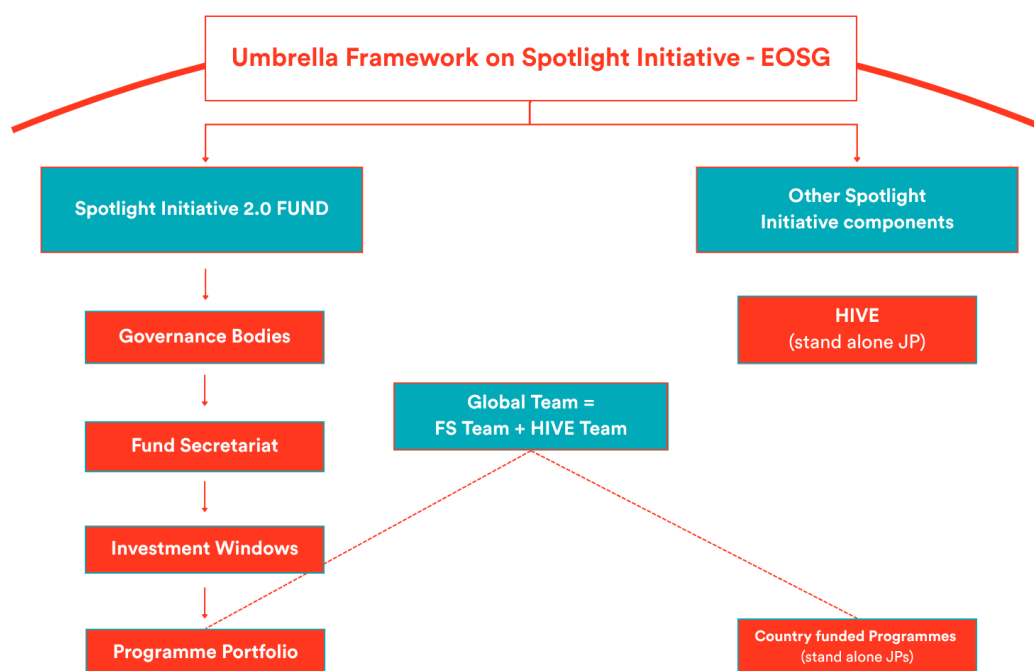 Umbrella Framework on Spotlight Initiative - EOSG
Spotlight Initiative 2.0 FUND
Other Spotlight
Initiative components
Governance Bodies
HIVE
(stand alone JP)
Global Team =
FS Team + HIVE Team
Fund Secretariat
Investment Windows
Programme Portfolio
Country funded Programmes
(stand alone JPs)